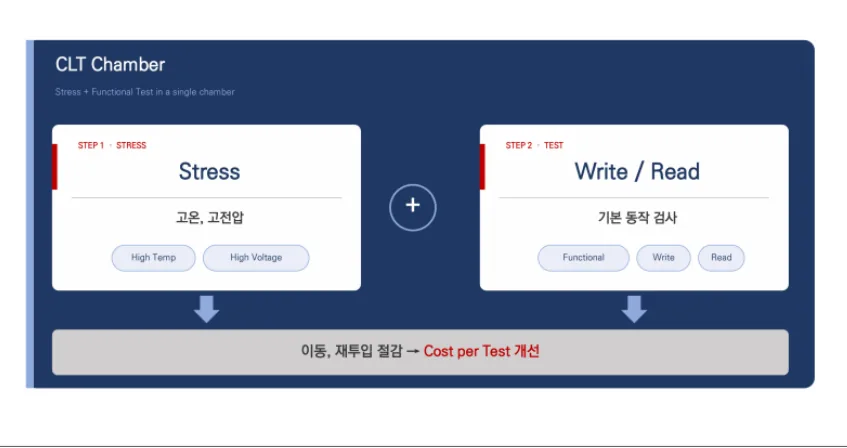 CLT Chamber
Stress + Functional Test in a single chamber
STEP 1 · STRESS
Stress
고온, 고전압
High Temp
High Voltage
+
STEP 2 · TEST
Write / Read
기본 동작 검사
Functional
Write
Read
이동, 재투입 절감 → Cost per Test 개선